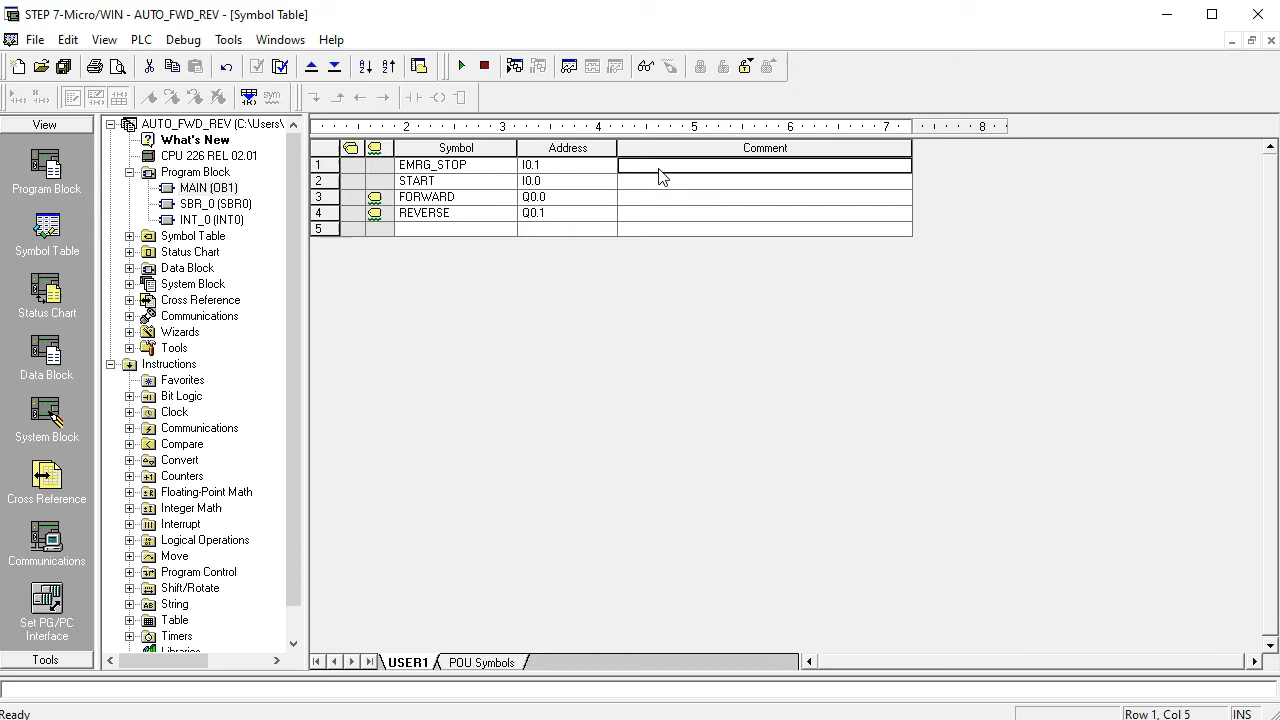 STEP 7-Micro/WIN - AUTO_FWD_REV - [Symbol Table]
File Edit View PLC Debug Tools Windows Help
sym
View
Program Block
Symbol Table
Status Chart
Data Block
System Block
Cross Reference
Communications
Set PG/PC
Interface
Tools
AUTO_FWD_REV (C:\Users\
What's New
CPU 226 REL 02.01
Program Block
MAIN (OB1)
SBR_0 (SBR0)
INT_0 (INT0)
Symbol Table
Status Chart
Data Block
System Block
Cross Reference
Communications
Wizards
Tools
Instructions
Favorites
Bit Logic
Clock
Communications
Compare
Convert
Counters
Floating-Point Math
Integer Math
Interrupt
Logical Operations
Move
Program Control
Shift/Rotate
String
Table
Timers
2 3 4 5 6 7 8
Symbol Address Comment
1 EMRG_STOP I0.1
2 START I0.0
3 FORWARD Q0.0
4 REVERSE Q0.1
5
USER1 POU Symbols
Ready Row 1, Col 5 INS